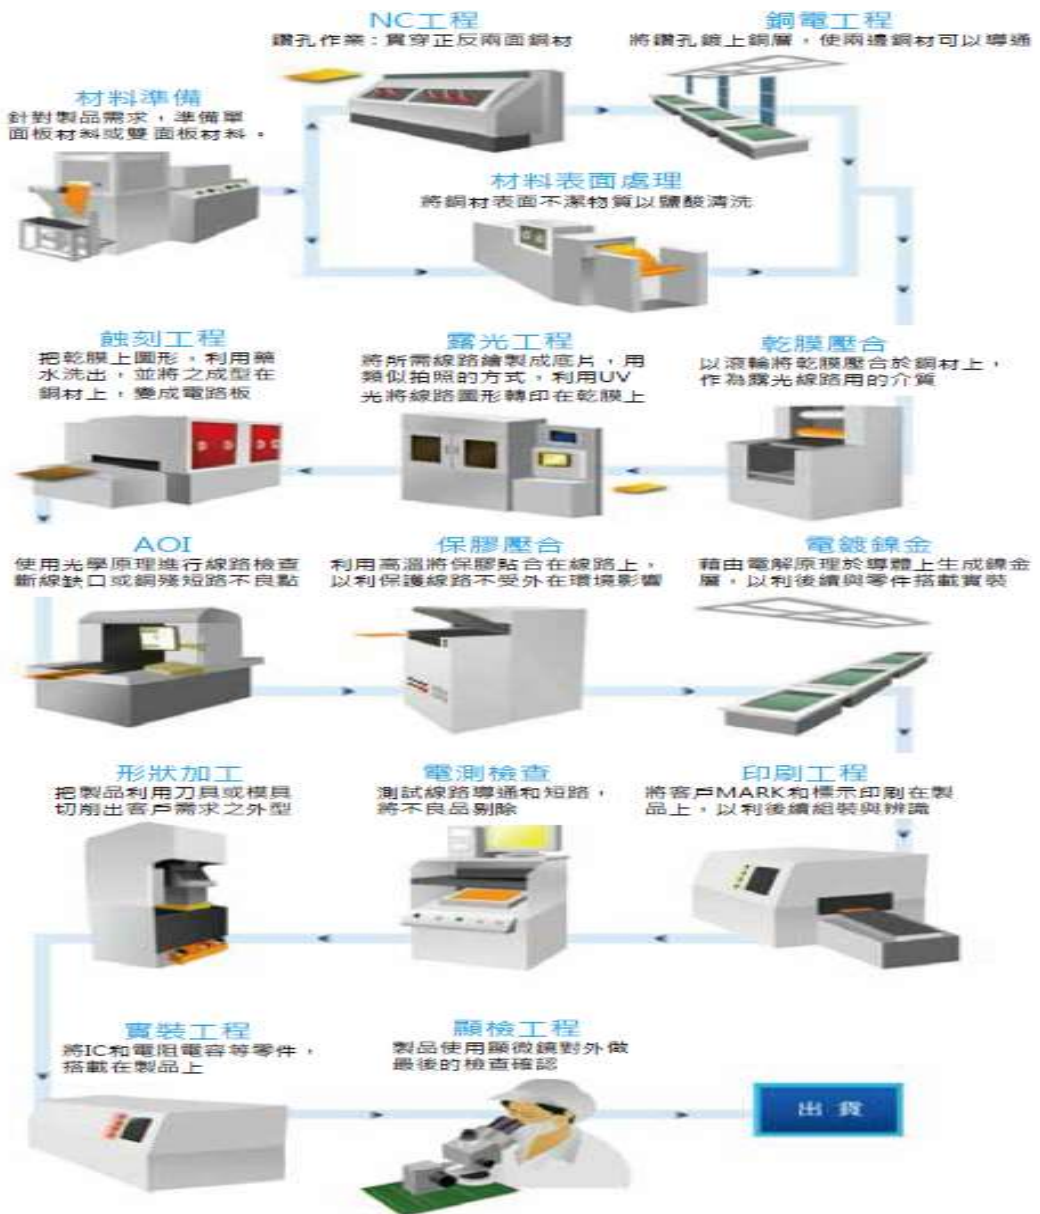 NC工程
鑽孔作業：貫穿正反兩面銅材
銅電工程
將鑽孔鍍上銅層，使兩邊銅材可以導通
材料準備
針對製品需求，準備單
面板材料或雙面板材料。
材料表面處理
將銅材表面不潔物質以鹽酸清洗
蝕刻工程
把乾膜上圖形，利用藥
水洗出，並將之成型在
銅材上，變成電路板
露光工程
將所需線路繪製成底片，用
類似拍照的方式，利用UV
光將線路圖形轉印在乾膜上
乾膜壓合
以滾輪將乾膜壓合於銅材上，
作為露光線路用的介質
AOI
使用光學原理進行線路檢查
斷線缺口或銅殘短路不良點
保膠壓合
利用高溫將保膠黏合在線路上，
以利保護線路不受外在環境影響
電鍍鎳金
藉由電解原理於導體上生成鎳金
層，以利後續與零件搭載實裝
形狀加工
把製品利用刀具或模具
切削出客戶需求之外型
電測檢查
測試線路導通和短路，
將不良品剔除
印刷工程
將客戶MARK和標示印刷在製
品上，以利後續組裝與辨識
實裝工程
將IC和電阻電容等零件，
搭載在製品上
顯檢工程
製品使用顯微鏡對外做
最後的檢查確認
出貨